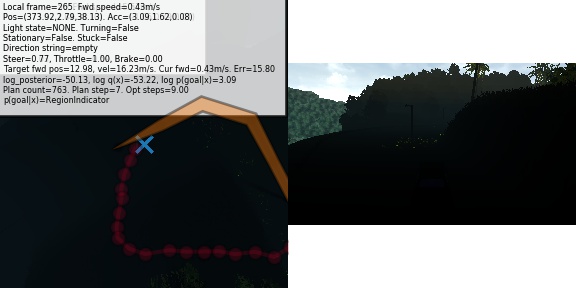 Local frame=265: Fwd speed=0.43m/s
Pos=(373.92,2.79,38.13). Acc=(3.09,1.62,0.08)
Light state=NONE. Turning=False
Stationary=False. Stuck=False
Direction string=empty
Steer=0.77, Throttle=1.00, Brake=0.00
Target fwd pos=12.98, vel=16.23m/s. Cur fwd=0.43m/s. Err=15.80
log_posterior=-50.13, log q(x)=-53.22, log p(goal|x)=3.09
Plan count=763. Plan step=7. Opt steps=9.00
p(goal|x)=RegionIndicator